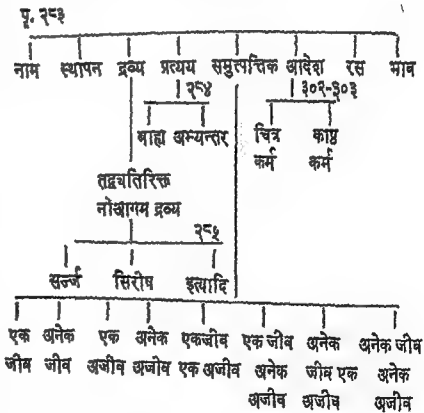 पृ. २८३
नाम स्थापन द्रव्य प्रत्यय समुत्पत्तिक आदेश रस भाव
२८४ ३०२-३०३
बाह्य अभ्यन्तर चित्र काष्ठ
कर्म कर्म
तद्व्यतिरिक्त
नोआगम द्रव्य
२८५
सर्ज्ज सिरीष इत्यादि
एक अनेक एक अनेक एकजीव एक जीव अनेक अनेक जीव
जीव जीव अजीव अजीव एक अजीव अनेक जीव एक अनेक
अजीव अजीव अजीव